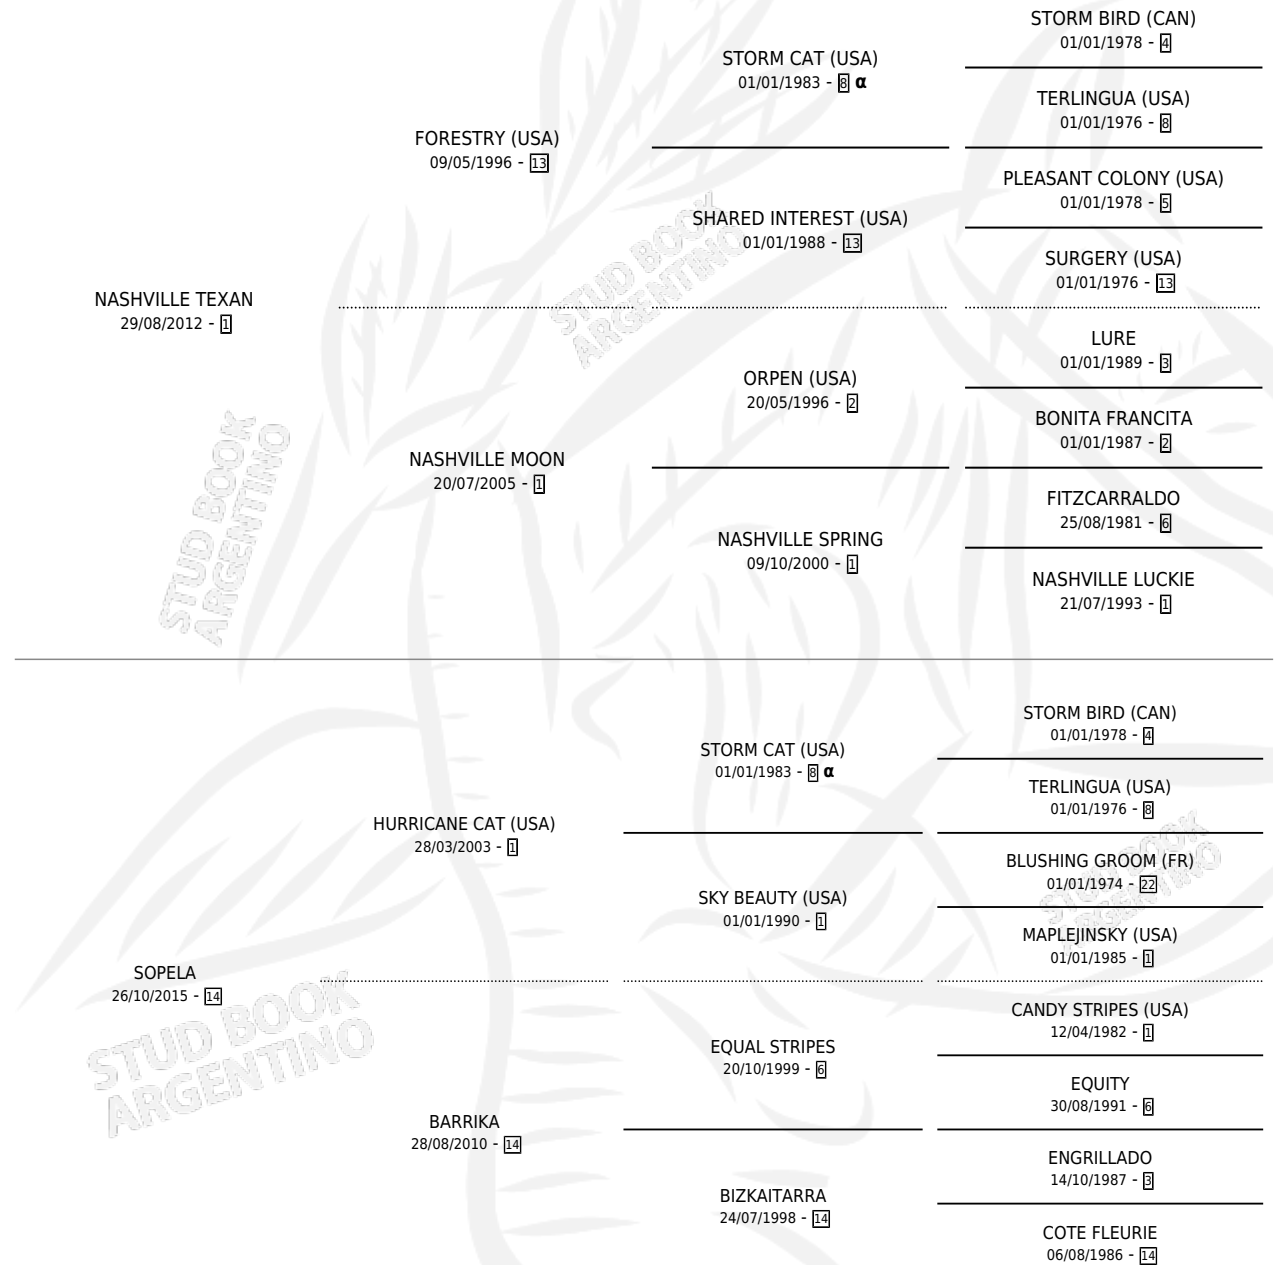 STORM BIRD (CAN)
01/01/1978 - 4
STORM CAT (USA)
01/01/1983 - 8 α
TERLINGUA (USA)
01/01/1976 - 8
FORESTRY (USA)
09/05/1996 - 13
PLEASANT COLONY (USA)
01/01/1978 - 5
SHARED INTEREST (USA)
01/01/1988 - 13
SURGERY (USA)
01/01/1976 - 13
NASHVILLE TEXAN
29/08/2012 - 1
LURE
01/01/1989 - 3
ORPEN (USA)
20/05/1996 - 2
BONITA FRANCITA
01/01/1987 - 2
NASHVILLE MOON
20/07/2005 - 1
FITZCARRALDO
25/08/1981 - 6
NASHVILLE SPRING
09/10/2000 - 1
NASHVILLE LUCKIE
21/07/1993 - 1
STORM BIRD (CAN)
01/01/1978 - 4
STORM CAT (USA)
01/01/1983 - 8 α
TERLINGUA (USA)
01/01/1976 - 8
HURRICANE CAT (USA)
28/03/2003 - 1
BLUSHING GROOM (FR)
01/01/1974 - 22
SKY BEAUTY (USA)
01/01/1990 - 1
MAPLEJINSKY (USA)
01/01/1985 - 1
SOPELA
26/10/2015 - 14
CANDY STRIPES (USA)
12/04/1982 - 1
EQUAL STRIPES
20/10/1999 - 6
EQUITY
30/08/1991 - 6
BARRIKA
28/08/2010 - 14
ENGRILLADO
14/10/1987 - 3
BIZKAITARRA
24/07/1998 - 14
COTE FLEURIE
06/08/1986 - 14
STUD BOOK
ARGENTINO
STUD BOOK
ARGENTINO
STUD BOOK
ARGENTINO
STUD BOOK
ARGENTINO